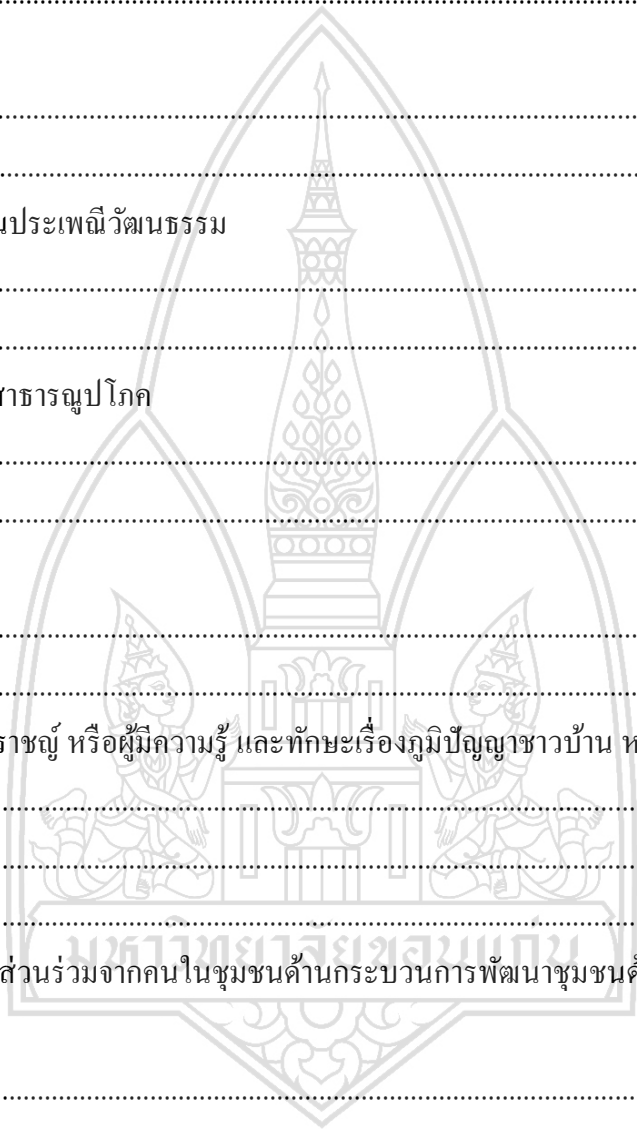 ประเพณีวัฒนธรรม
สาธารณูปโภค
ราชญ์ หรือผู้มีความรู้ และทักษะเรื่องภูมิปัญญาชาวบ้าน
ส่วนร่วมจากคนในชุมชนด้านกระบวนการพัฒนาชุมชน
มหาวิทยาลัยขอนแก่น